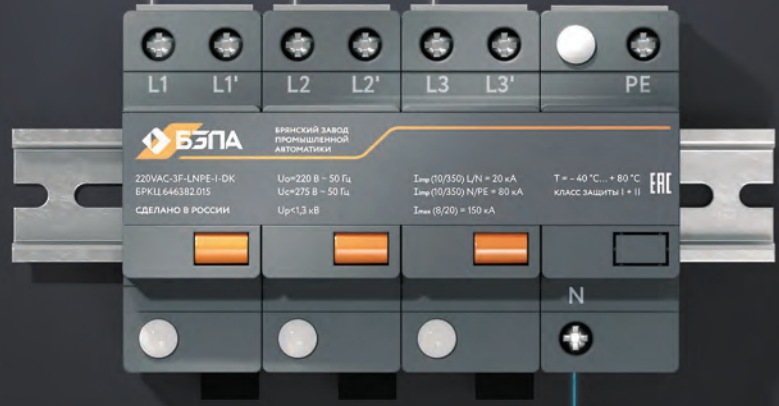 L1 L1' L2 L2' L3 L3' PE
БЭПА
БРЯНСКИЙ ЗАВОД
ПРОМЫШЛЕННОЙ
АВТОМАТИКИ
220VAC-3F-LNPE-I-DK
БРКЦ.646382.015
СДЕЛАНО В РОССИИ
Uo=220 В ~ 50 Гц
Uc=275 В ~ 50 Гц
Up<1,3 кВ
Iimp (10/350) L/N = 20 кА
Iimp (10/350) N/PE = 80 кА
Imax (8/20) = 150 кА
T = - 40 °C... + 80 °C
КЛАСС ЗАЩИТЫ I + II
EAC
N